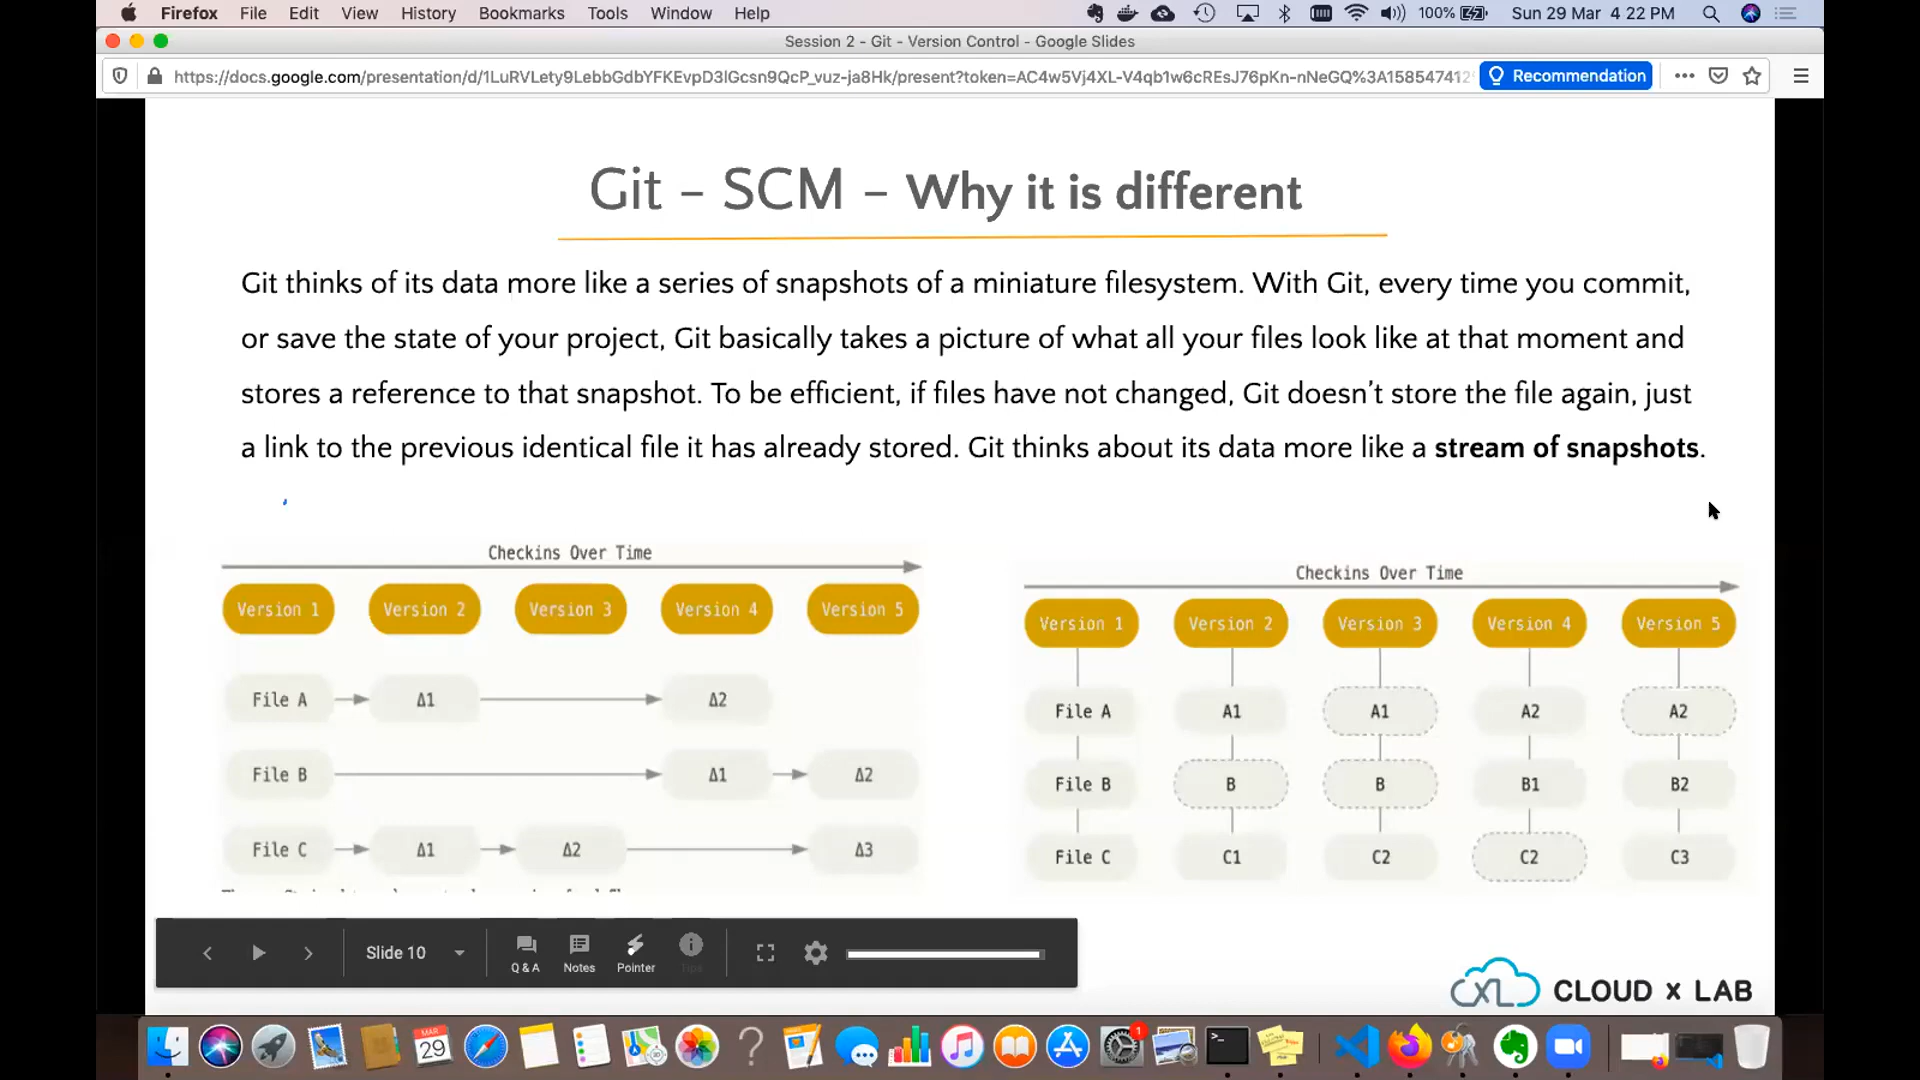 Firefox File Edit View History Bookmarks Tools Window Help 100% Sun 29 Mar 4:22 PM
Session 2 - Git - Version Control - Google Slides
https://docs.google.com/presentation/d/1LuRVLety9LebbGdbYFKEvpD3lGcsn9QcP_vuz-ja8Hk/present?token=AC4w5Vj4XL-V4qb1w6cREsJ76pKn-nNeGQ%3A158547412 Recommendation
Git – SCM – Why it is different
Git thinks of its data more like a series of snapshots of a miniature filesystem. With Git, every time you commit,
or save the state of your project, Git basically takes a picture of what all your files look like at that moment and
stores a reference to that snapshot. To be efficient, if files have not changed, Git doesn’t store the file again, just
a link to the previous identical file it has already stored. Git thinks about its data more like a stream of snapshots.
Checkins Over Time
Version 1 Version 2 Version 3 Version 4 Version 5
File A Δ1 Δ2
File B Δ1 Δ2
File C Δ1 Δ2 Δ3
Checkins Over Time
Version 1 Version 2 Version 3 Version 4 Version 5
File A A1 A1 A2 A2
File B B B B1 B2
File C C1 C2 C2 C3
Slide 10 Q & A Notes Pointer Tips
CXL CLOUD x LAB
MAR
29
1